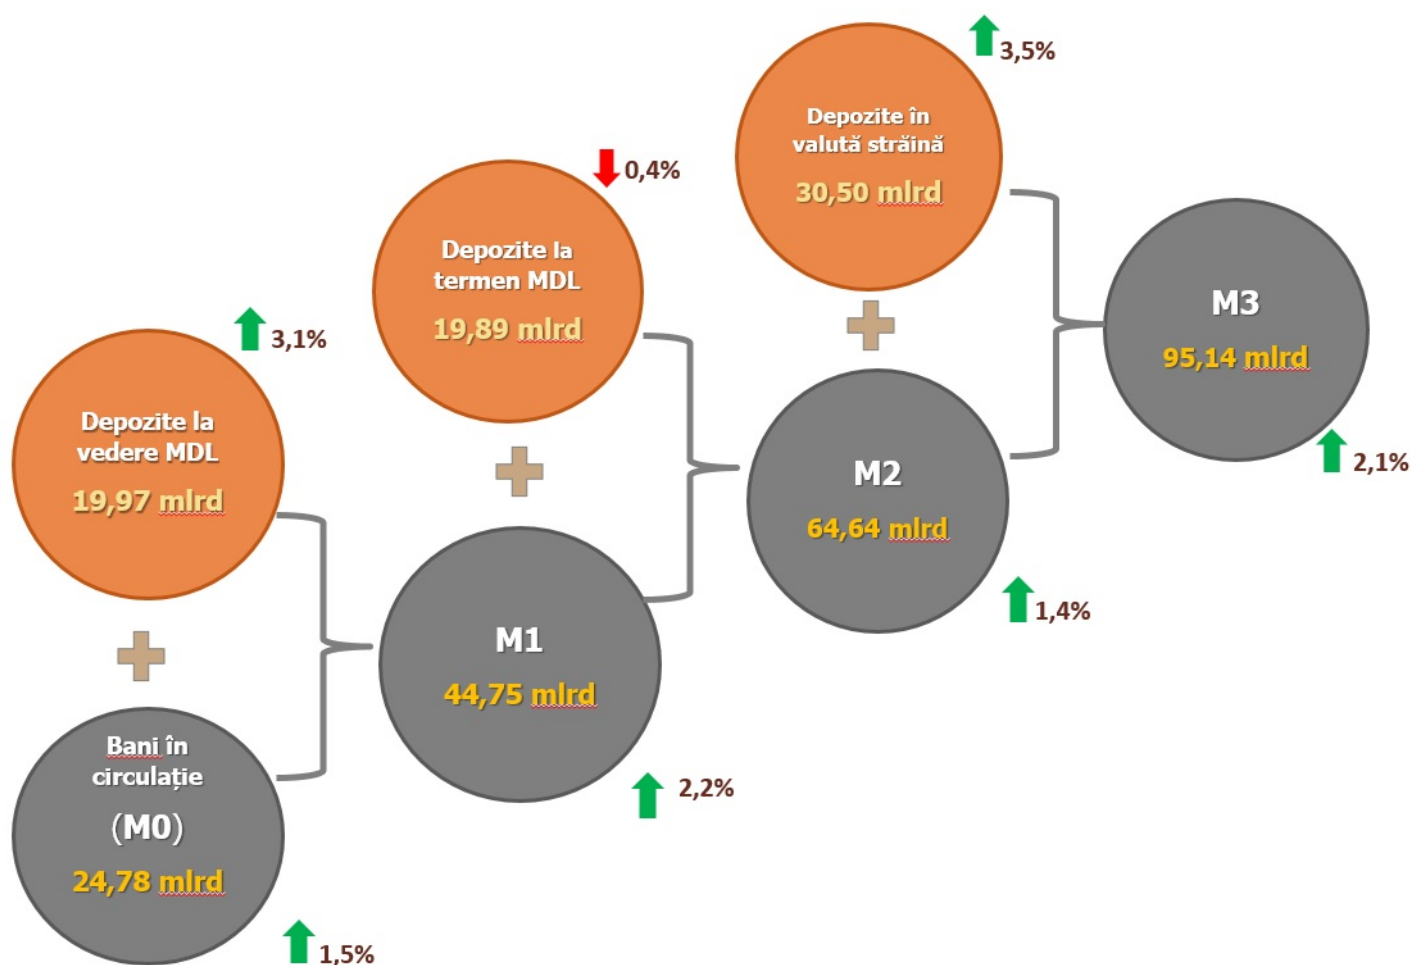 3,5%
Depozite în
valută străină
30,50 mlrd
0,4%
Depozite la
termen MDL
19,89 mlrd
M3
95,14 mlrd
2,1%
3,1%
Depozite la
vedere MDL
19,97 mlrd
M2
64,64 mlrd
1,4%
M1
44,75 mlrd
2,2%
Bani în
circulație
(M0)
24,78 mlrd
1,5%